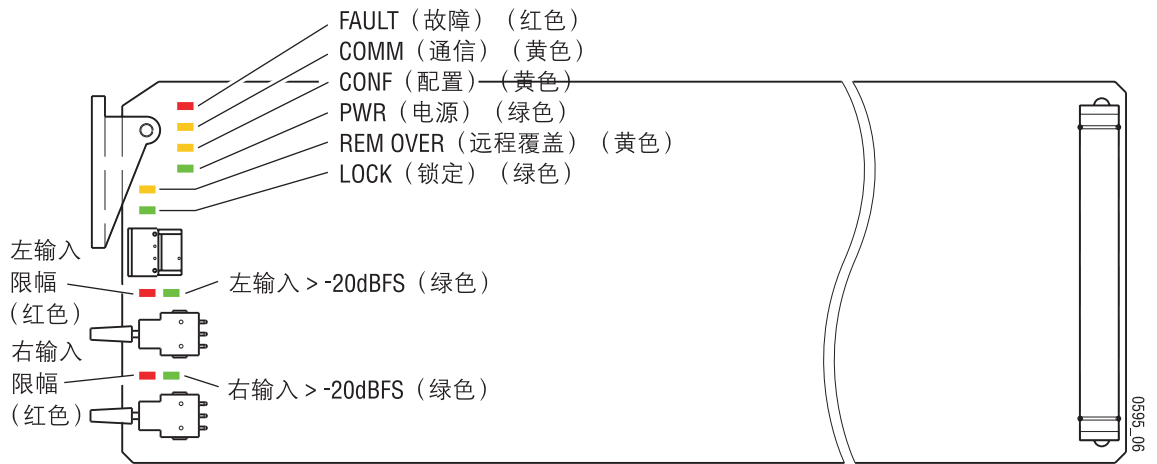 FAULT（故障）（红色）
COMM（通信）（黄色）
CONF（配置）（黄色）
PWR（电源）（绿色）
REM OVER（远程覆盖）（黄色）
LOCK（锁定）（绿色）
左输入
限幅
（红色）
左输入 > -20dBFS（绿色）
右输入
限幅
（红色）
右输入 > -20dBFS（绿色）
0595_06